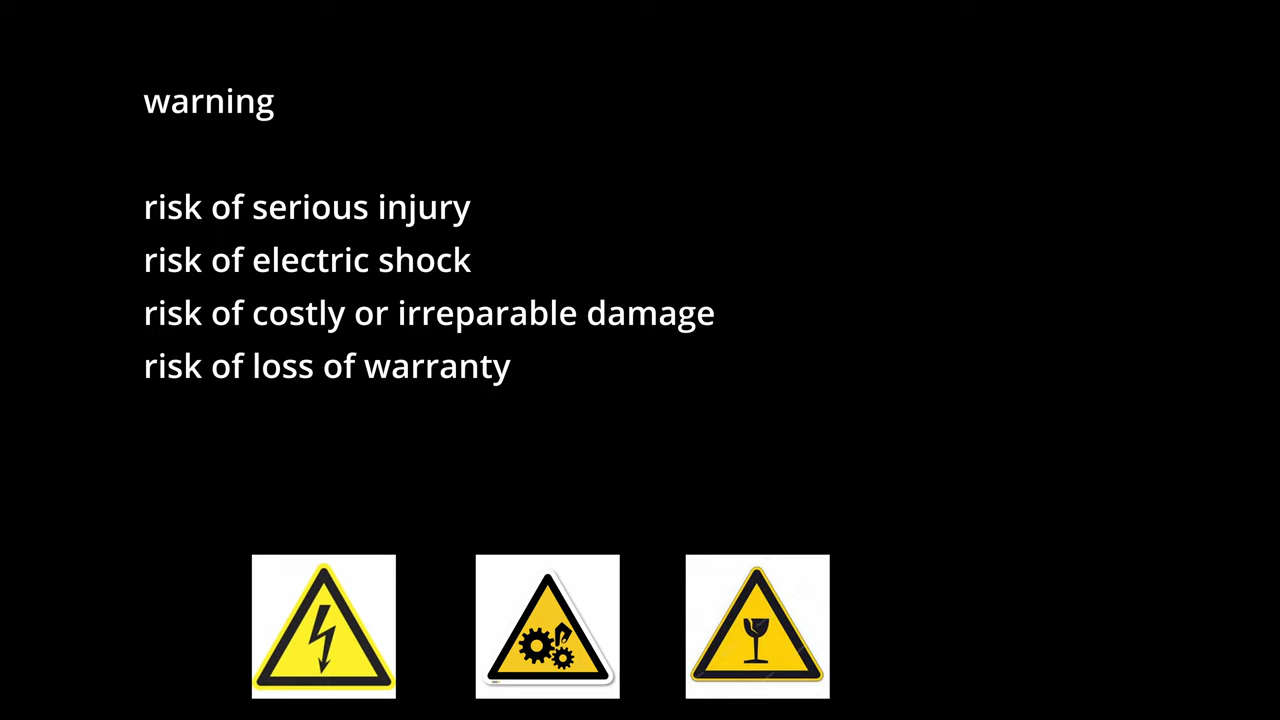 warning
risk of serious injury
risk of electric shock
risk of costly or irreparable damage
risk of loss of warranty